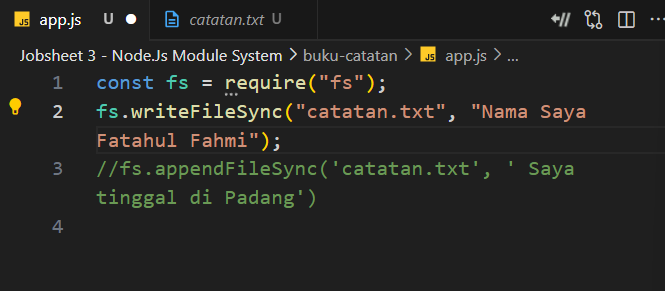 JS app.js U catatan.txt U
Jobsheet 3 - Node.Js Module System > buku-catatan > JS app.js > ...
1 const fs = require("fs");
2 fs.writeFileSync("catatan.txt", "Nama Saya
Fatahul Fahmi");
3 //fs.appendFileSync('catatan.txt', ' Saya
tinggal di Padang')
4